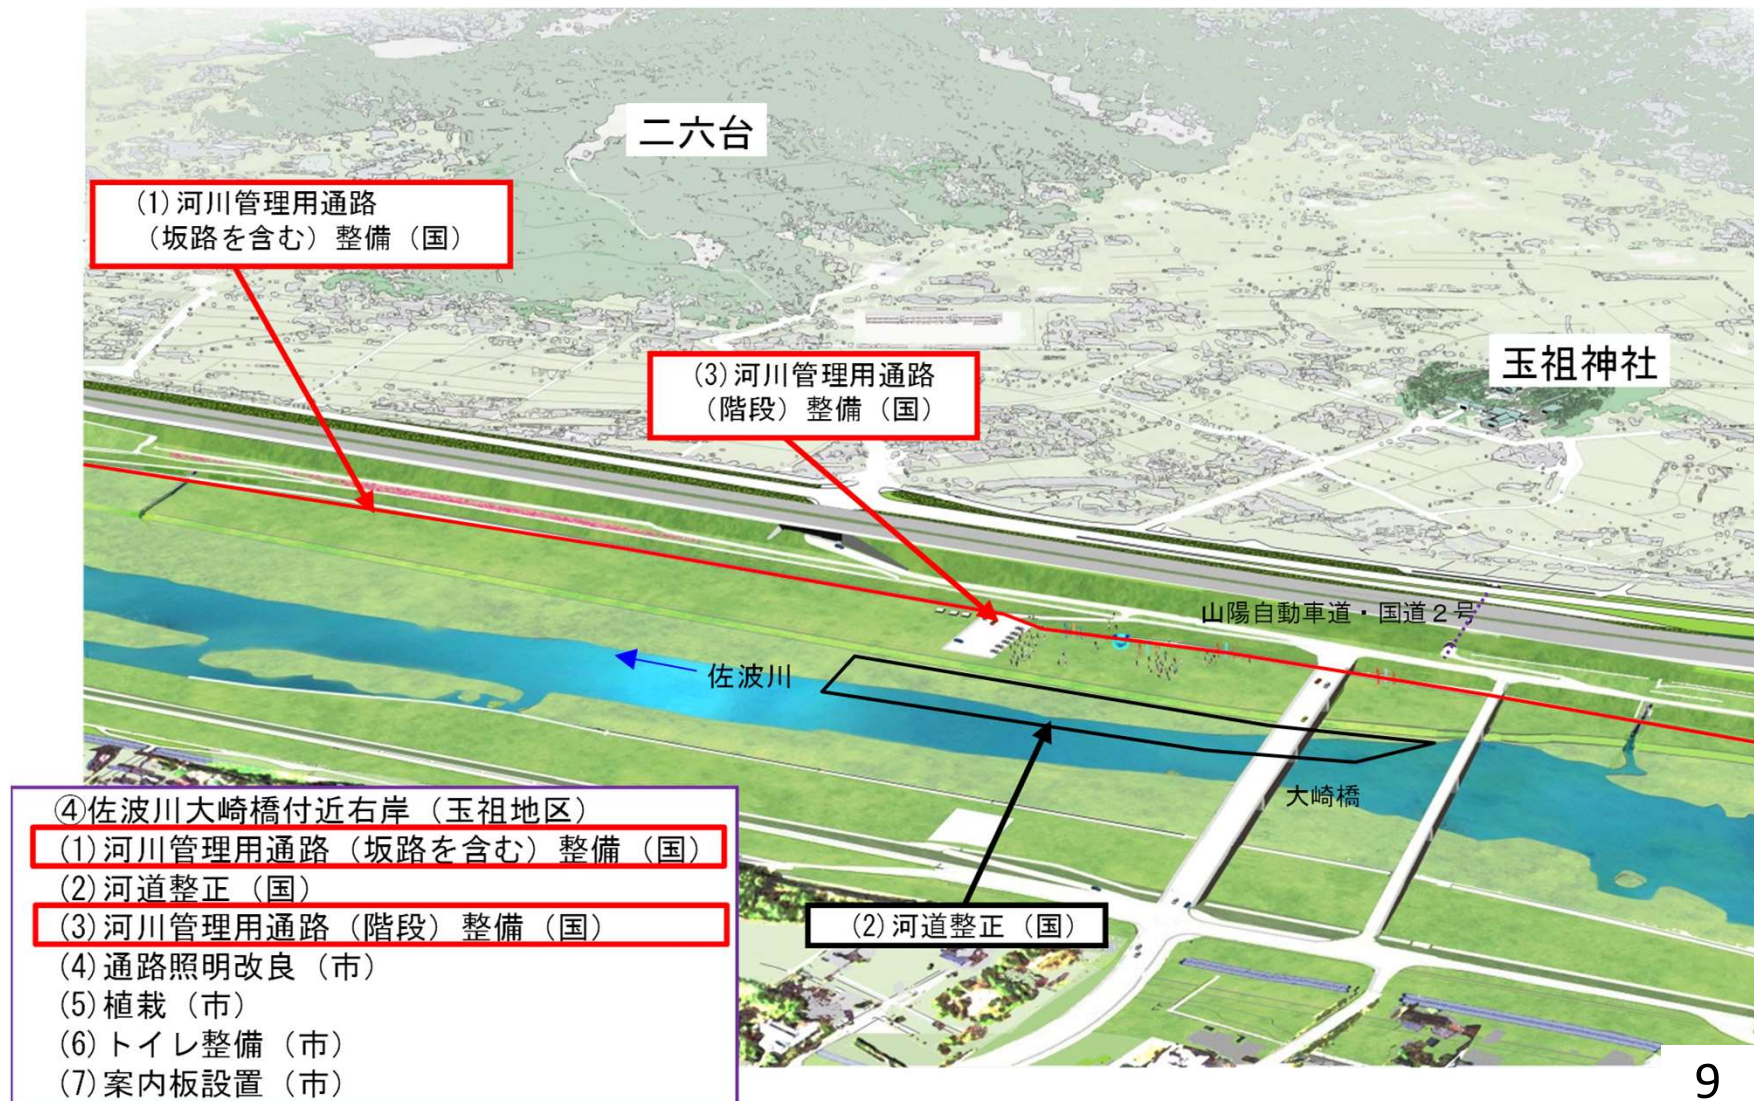 二六台
(1)河川管理用通路
（坂路を含む）整備（国）
(3)河川管理用通路
（階段）整備（国）
玉祖神社
山陽自動車道・国道２号
佐波川
大崎橋
(2)河道整正（国）
④佐波川大崎橋付近右岸（玉祖地区）
(1)河川管理用通路（坂路を含む）整備（国）
(2)河道整正（国）
(3)河川管理用通路（階段）整備（国）
(4)通路照明改良（市）
(5)植栽（市）
(6)トイレ整備（市）
(7)案内板設置（市）
9